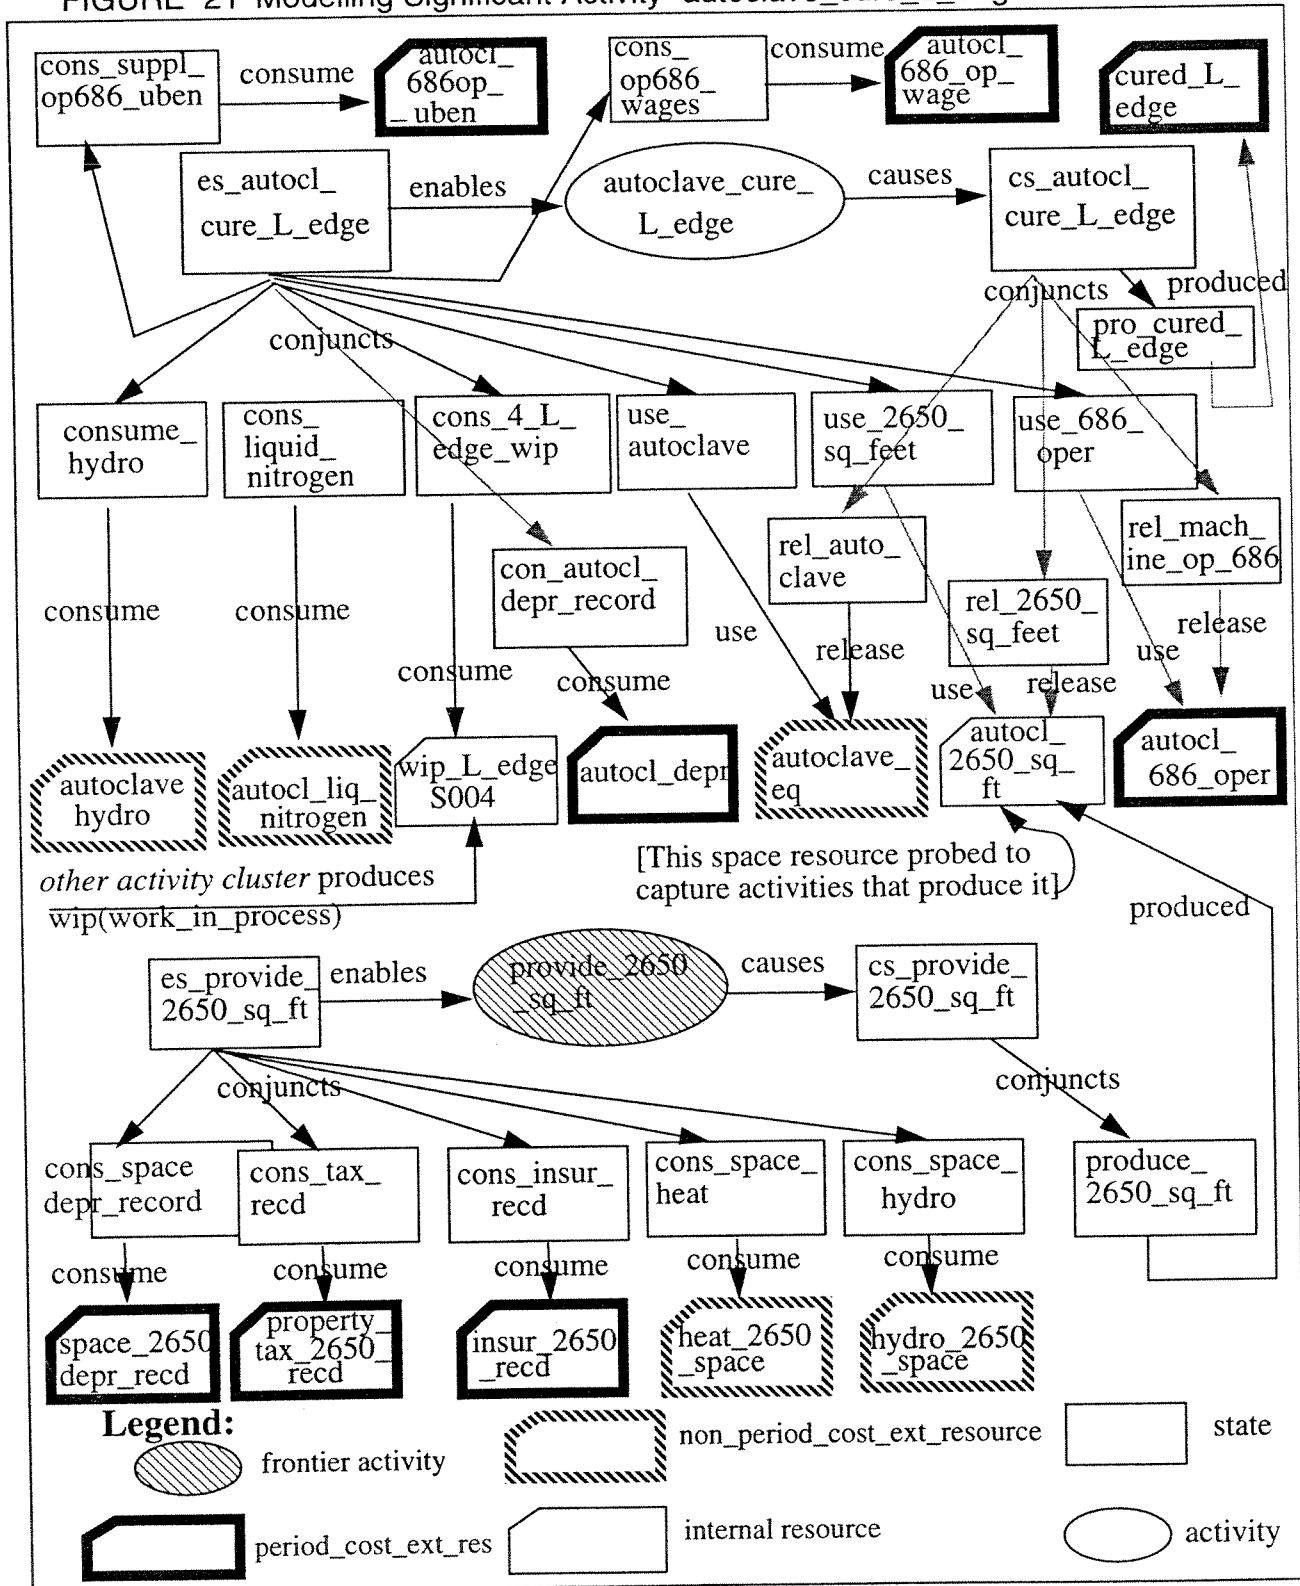 FIGURE 21 Modelling Significant Activity
cons_suppl_
op686_uben
consume
autocl_
686op_
_ uben
cons_
op686_
wages
consume
autocl_
686_op_
wage
cured_L_
edge
es_autocl_
cure_L_edge
enables
autoclave_cure_
L_edge
causes
cs_autocl_
cure_L_edge
conjuncts
produced
pro_cured_
L_edge
conjuncts
consume_
hydro
cons_
liquid_
nitrogen
cons_4_L_
edge_wip
use_
autoclave
use_2650_
sq_feet
use_686_
oper
rel_auto_
clave
rel_mach_
ine_op_686
con_autocl_
depr_record
rel_2650_
sq_feet
consume
consume
consume
consume
use
release
use
release
use
release
autoclave
hydro
autocl_liq_
nitrogen
wip_L_edge
S004
autocl_depr
autoclave_
eq
autocl_
2650_sq_
ft
autocl_
686_oper
other activity cluster produces
wip(work_in_process)
[This space resource probed to
capture activities that produce it]
produced
es_provide_
2650_sq_ft
enables
provide_2650
_sq_ft
causes
cs_provide_
2650_sq_ft
conjuncts
conjuncts
cons_space
depr_record
cons_tax_
recd
cons_insur_
recd
cons_space_
heat
cons_space_
hydro
produce_
2650_sq_ft
consume
consume
consume
consume
consume
space_2650
depr_recd
property_
tax_2650_
recd
insur_2650
_recd
heat_2650
_space
hydro_2650
_space
Legend:
frontier activity
non_period_cost_ext_resource
state
period_cost_ext_res
internal resource
activity